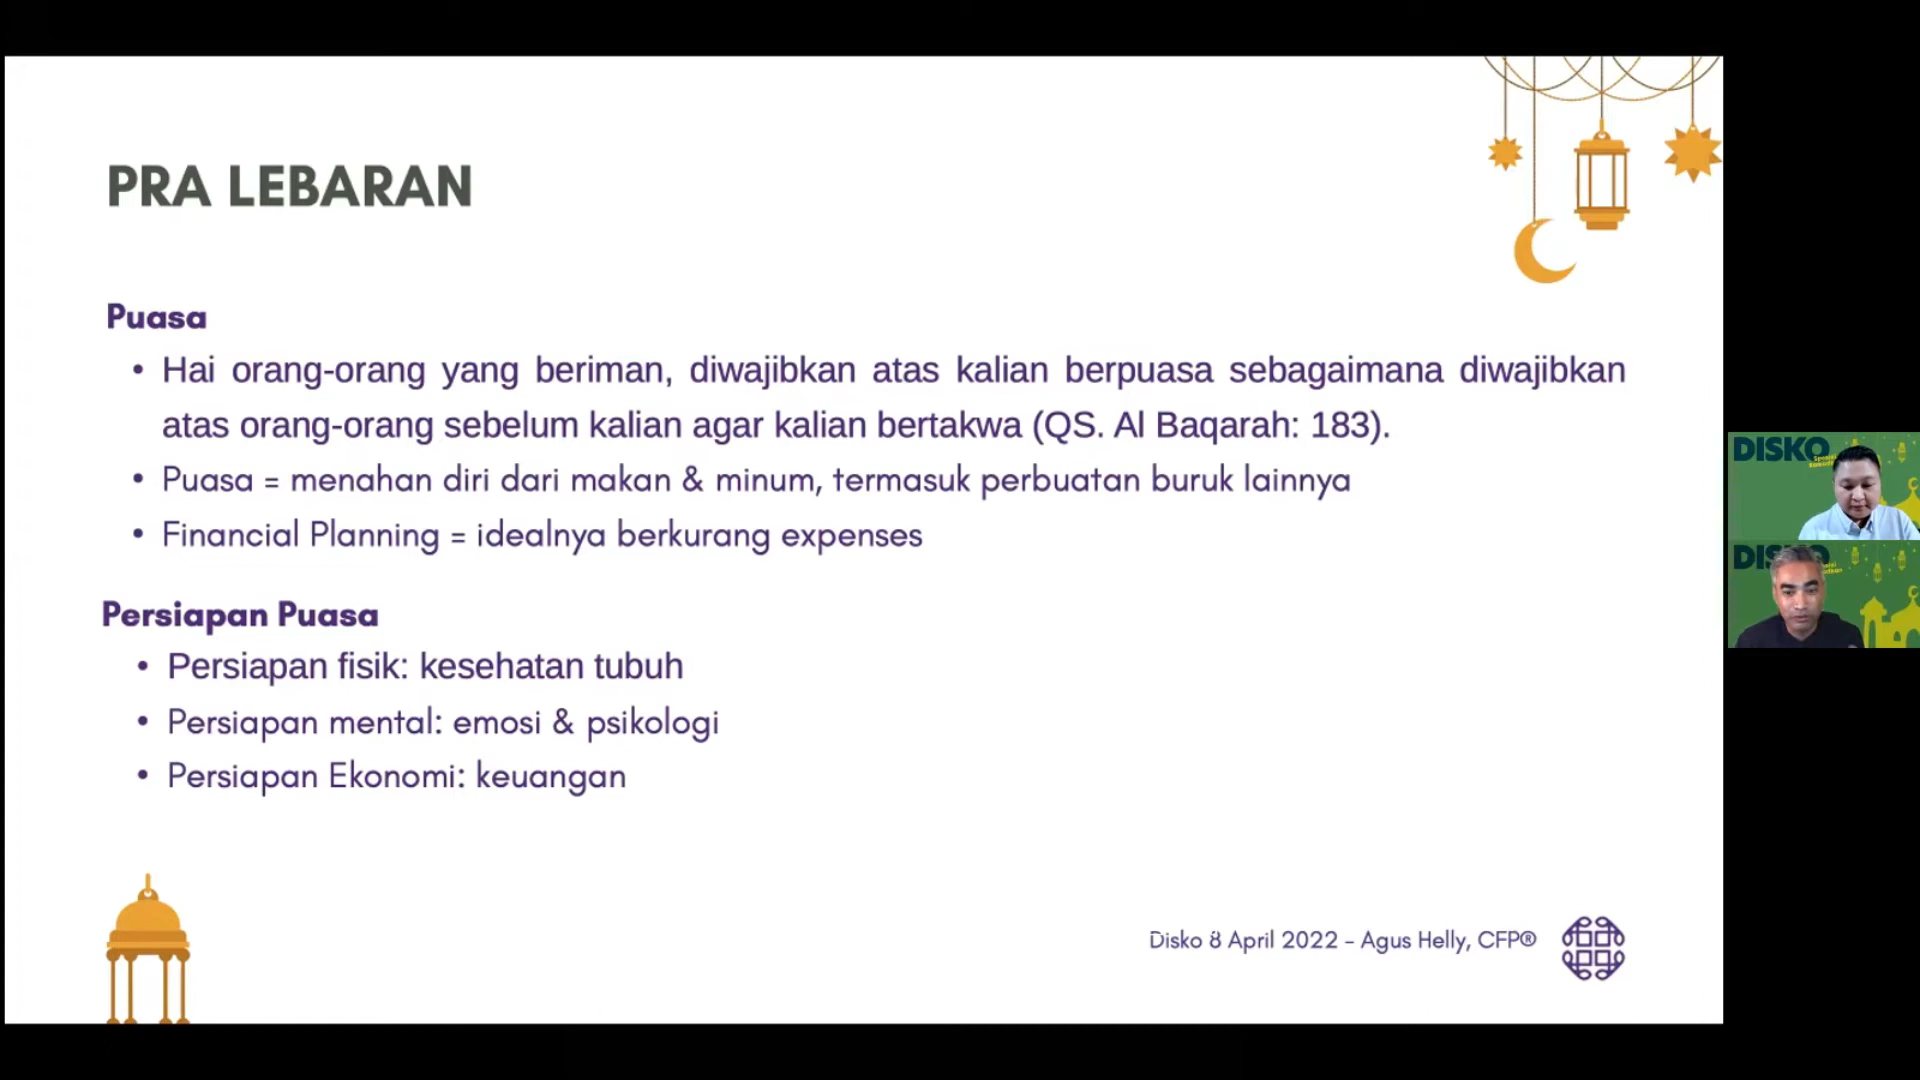 PRA LEBARAN
Puasa
• Hai orang-orang yang beriman, diwajibkan atas kalian berpuasa sebagaimana diwajibkan
atas orang-orang sebelum kalian agar kalian bertakwa (QS. Al Baqarah: 183).
• Puasa = menahan diri dari makan & minum, termasuk perbuatan buruk lainnya
• Financial Planning = idealnya berkurang expenses
Persiapan Puasa
• Persiapan fisik: kesehatan tubuh
• Persiapan mental: emosi & psikologi
• Persiapan Ekonomi: keuangan
Disko 8 April 2022 - Agus Helly, CFP®
DISKO